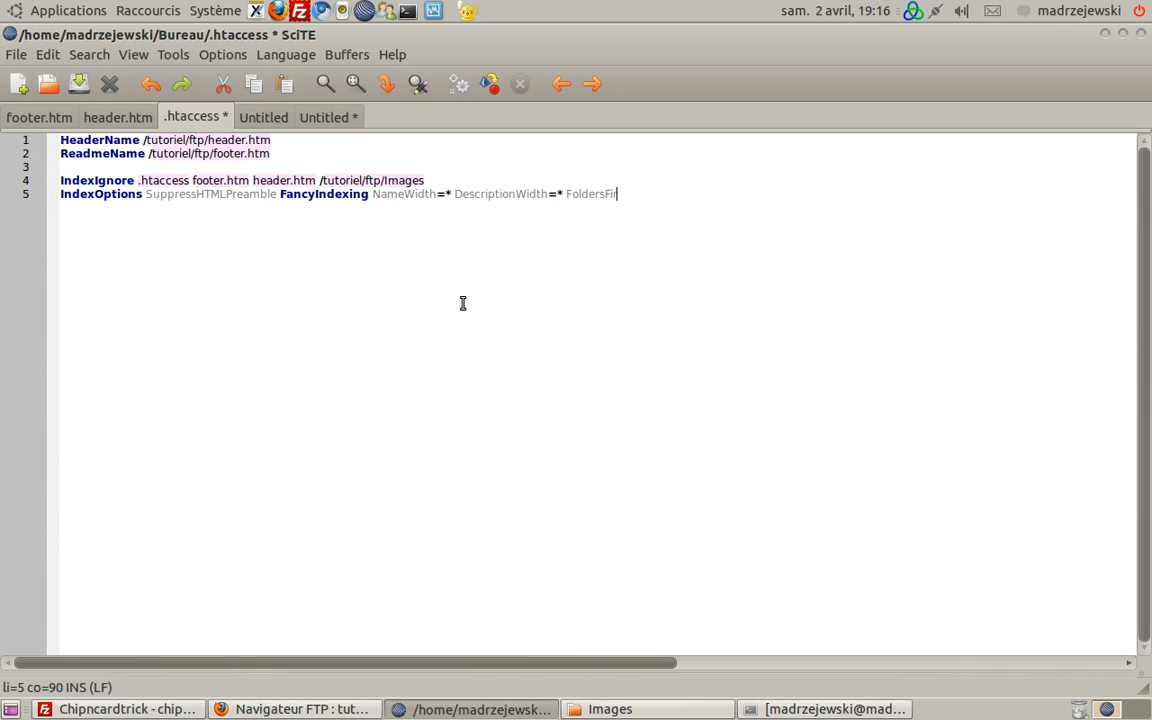 Applications Raccourcis Système sam. 2 avril, 19:16 madrzejewski
/home/madrzejewski/Bureau/.htaccess * SciTE
File Edit Search View Tools Options Language Buffers Help
footer.htm header.htm .htaccess * Untitled Untitled *
1 HeaderName /tutoriel/ftp/header.htm
2 ReadmeName /tutoriel/ftp/footer.htm
3
4 IndexIgnore .htaccess footer.htm header.htm /tutoriel/ftp/Images
5 IndexOptions SuppressHTMLPreamble FancyIndexing NameWidth=* DescriptionWidth=* FoldersFir
li=5 co=90 INS (LF)
Chipncardtrick - chip... Navigateur FTP : tut... /home/madrzejewsk... Images [madrzejewski@mad...